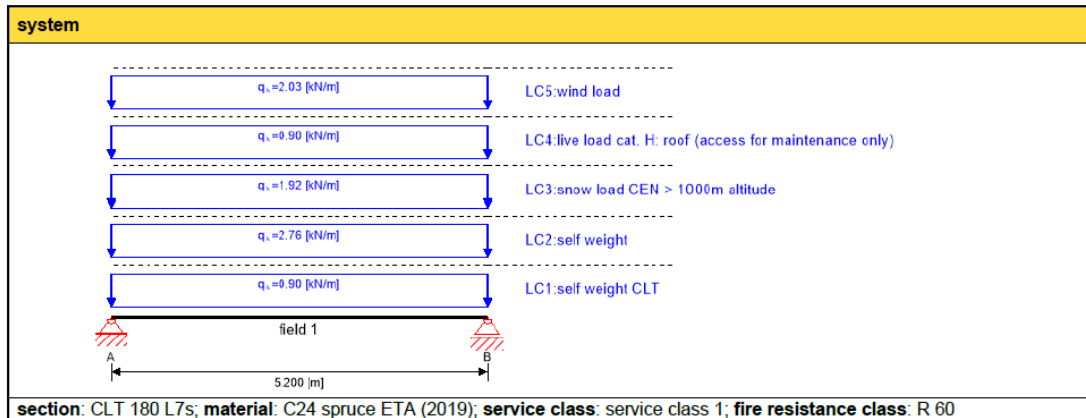 system
qₖ=2.03 [kN/m]
LC5:wind load
qₖ=0.90 [kN/m]
LC4:live load cat. H: roof (access for maintenance only)
qₖ=1.92 [kN/m]
LC3:snow load CEN > 1000m altitude
qₖ=2.76 [kN/m]
LC2:self weight
qₖ=0.90 [kN/m]
LC1:self weight CLT
field 1
A
B
5.200 [m]
section: CLT 180 L7s; material: C24 spruce ETA (2019); service class: service class 1; fire resistance class: R 60